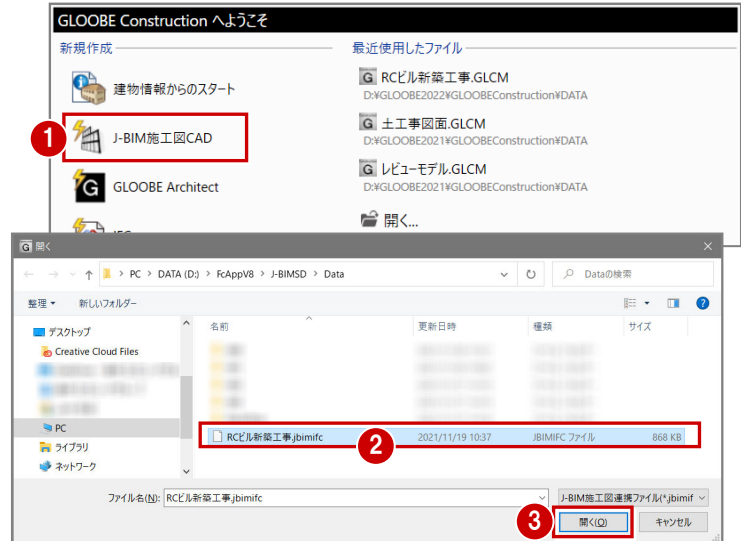 GLOOBE Construction へようこそ
新規作成
最近使用したファイル
建物情報からのスタート
G RCビル新築工事.GLCM
D:¥GLOOBE2022¥GLOOBEConstruction¥DATA
1
J-BIM施工図CAD
G 土工事図面.GLCM
D:¥GLOOBE2021¥GLOOBEConstruction¥DATA
G GLOOBE Architect
G レビューモデル.GLCM
D:¥GLOOBE2021¥GLOOBEConstruction¥DATA
開く...
G 開く
PC > DATA (D:) > FcAppV8 > J-BIMSD > Data
Dataの検索
整理
新しいフォルダー
名前
更新日時
種類
サイズ
デスクトップ
Creative Cloud Files
PC
2
RCビル新築工事.jbimifc
2021/11/19 10:37
JBIMIFC ファイル
868 KB
ライブラリ
ネットワーク
ファイル名(N):
RCビル新築工事.jbimifc
J-BIM施工図連携ファイル(*.jbimif
3
開く(O)
キャンセル